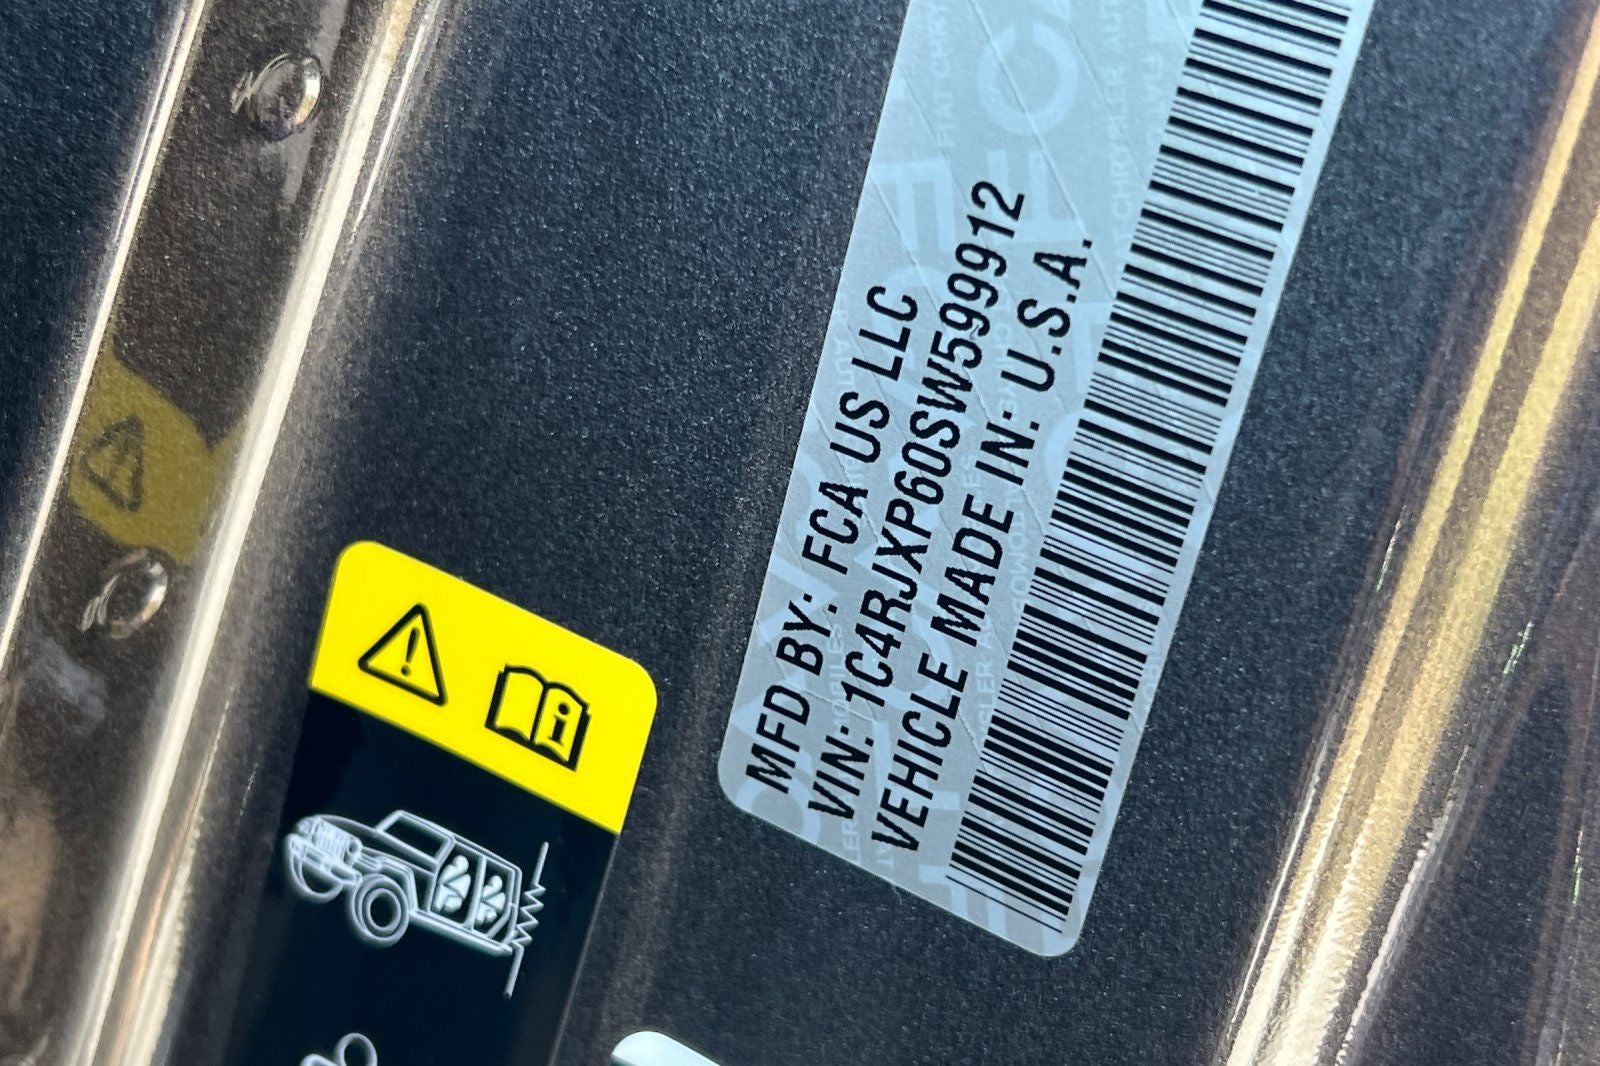 MFD BY: FCA US LLC
VIN: 1C4RJXP60SW599912
VEHICLE MADE IN: U.S.A.